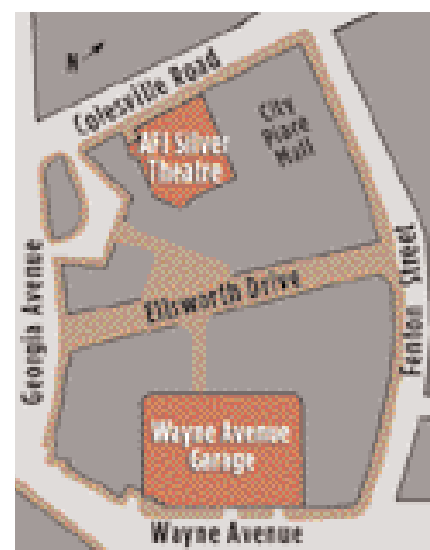 N
Colesville Road
AFI Silver
Theatre
City
Place
Mall
Georgia Avenue
Ellsworth Drive
Fenton Street
Wayne Avenue
Garage
Wayne Avenue